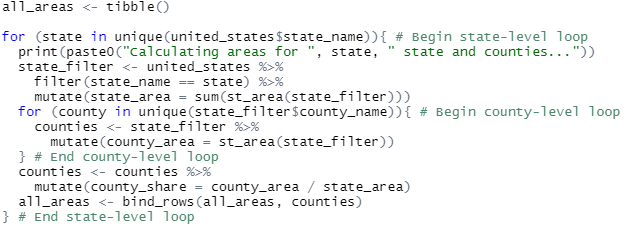 all_areas <- tibble()
for (state in unique(united_states$state_name)){ # Begin state-level loop
print(paste0("Calculating areas for ", state, " state and counties..."))
state_filter <- united_states %>%
filter(state_name == state) %>%
mutate(state_area = sum(st_area(state_filter)))
for (county in unique(state_filter$county_name)){ # Begin county-level loop
counties <- state_filter %>%
mutate(county_area = st_area(state_filter))
} # End county-level loop
counties <- counties %>%
mutate(county_share = county_area / state_area)
all_areas <- bind_rows(all_areas, counties)
} # End state-level loop